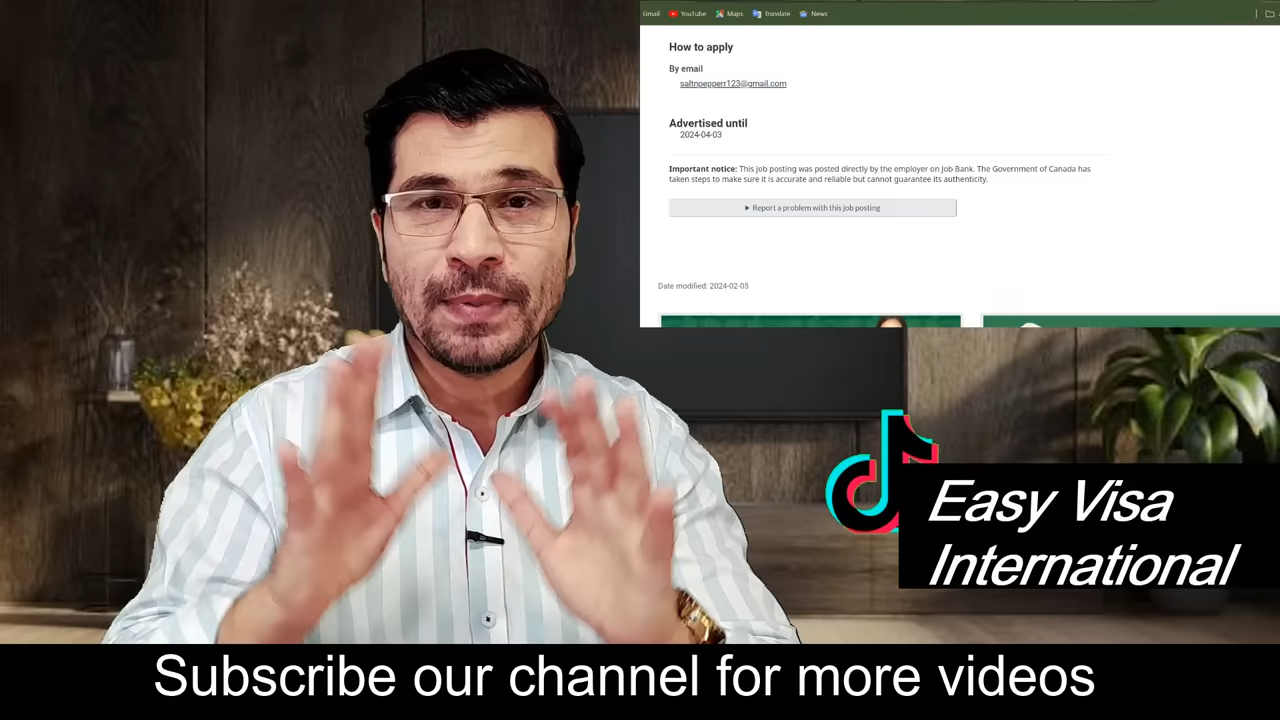 Gmail YouTube Maps Translate News
How to apply
By email
saltnpepperr123@gmail.com
Advertised until
2024-04-03
Important notice: This job posting was posted directly by the employer on Job Bank. The Government of Canada has
taken steps to make sure it is accurate and reliable but cannot guarantee its authenticity.
▶ Report a problem with this job posting
Date modified: 2024-02-05
Easy Visa
International
Subscribe our channel for more videos